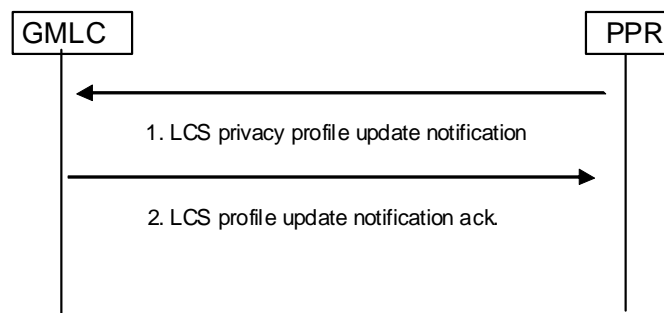 GMLC
PPR
1. LCS privacy profile update notification
2. LCS profile update notification ack.